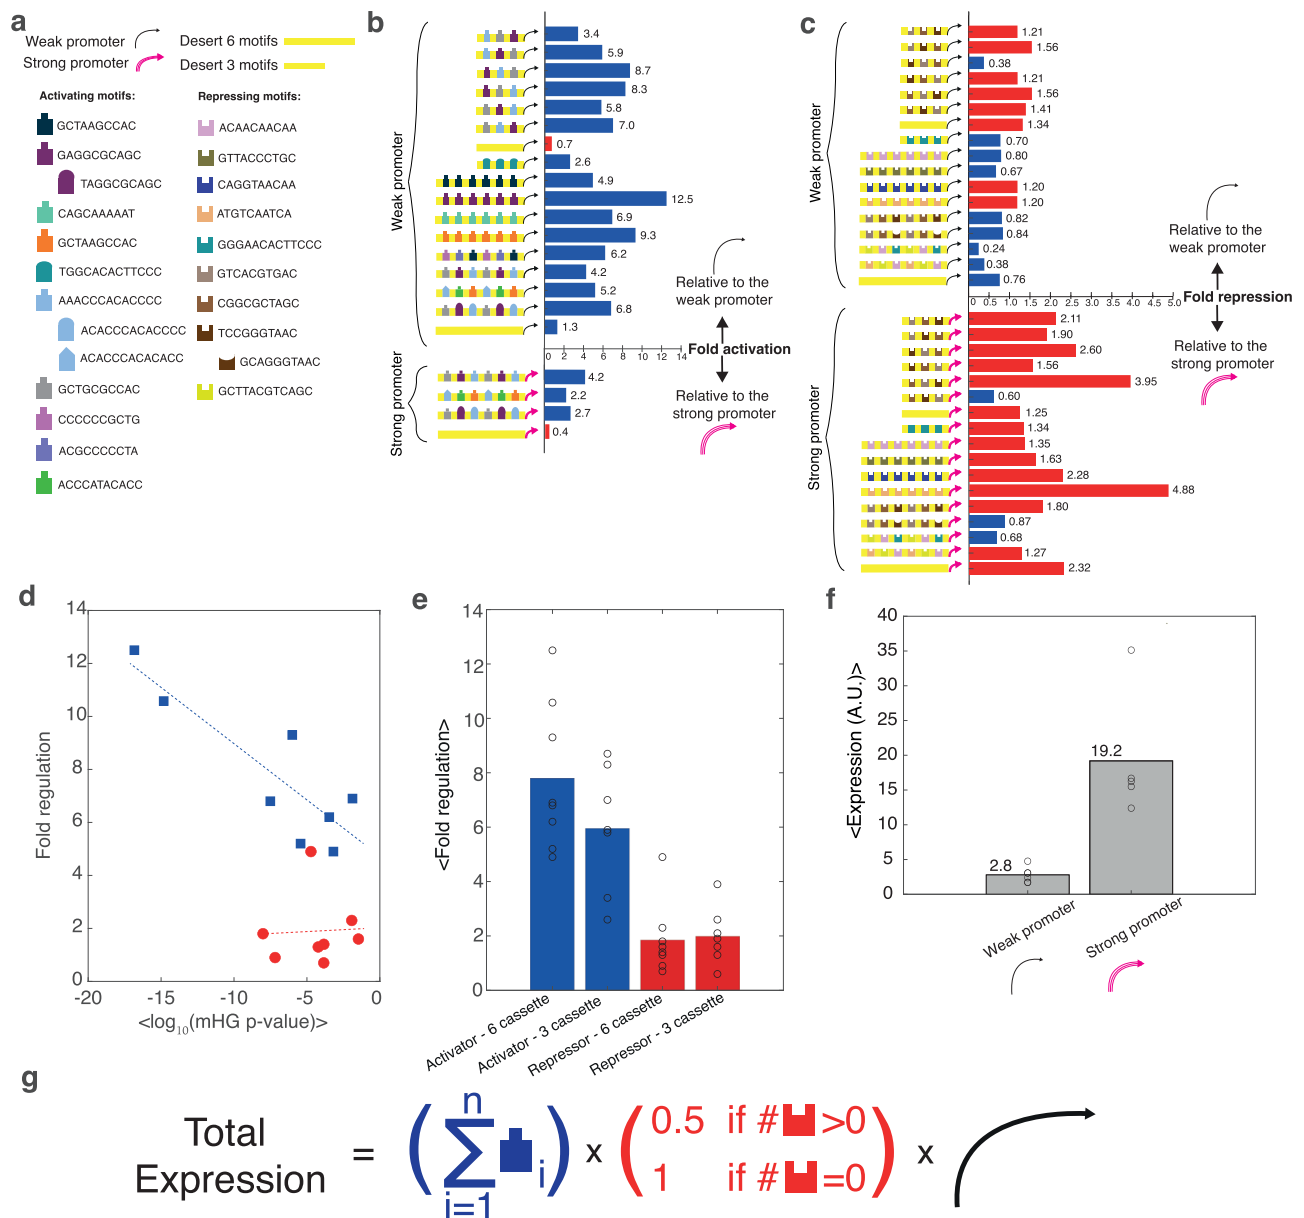 a
Weak promoter
Strong promoter
Desert 6 motifs
Desert 3 motifs
Activating motifs:
GCTAAGCCAC
GAGGCGCAGC
TAGGCGCAGC
CAGCAAAAAT
GCTAAGCCAC
TGGCACACTTCCC
AAACCCACACCCC
ACACCCACACCCC
ACACCCACACACC
GCTGCGCCAC
CCCCCCGCTG
ACGCCCCCTA
ACCCATACACC
Repressing motifs:
ACAACAACAA
GTTACCCTGC
CAGGTAACAA
ATGTCAATCA
GGGAACACTTCCC
GTCACGTGAC
CGGCGCTAGC
TCCGGGTAAC
GCAGGGTAAC
GCTTACGTCAGC
b
Weak promoter
3.4
5.9
8.7
8.3
5.8
7.0
0.7
2.6
4.9
12.5
6.9
9.3
6.2
4.2
5.2
6.8
1.3
0 2 4 6 8 10 12 14
Strong promoter
4.2
2.2
2.7
0.4
Relative to the
weak promoter
Fold activation
Relative to the
strong promoter
c
Weak promoter
1.21
1.56
0.38
1.21
1.56
1.41
1.34
0.70
0.80
0.67
1.20
1.20
0.82
0.84
0.24
0.38
0.76
0 0.5 1.0 1.5 2.0 2.5 3.0 3.5 4.0 4.5 5.0
Strong promoter
2.11
1.90
2.60
1.56
3.95
0.60
1.25
1.34
1.35
1.63
2.28
4.88
1.80
0.87
0.68
1.27
2.32
Relative to the
weak promoter
Fold repression
Relative to the
strong promoter
d
Fold regulation
14
12
10
8
6
4
2
0
-20 -15 -10 -5 0
<log10(mHG p-value)>
e
<Fold regulation>
14
12
10
8
6
4
2
0
Activator - 6 cassette
Activator - 3 cassette
Repressor - 6 cassette
Repressor - 3 cassette
f
<Expression (A.U.)>
40
35
30
25
20
15
10
5
0
2.8
19.2
Weak promoter
Strong promoter
g
Total
Expression
= ( n ∑ i=1 i ) x ( 0.5 if # >0
1 if # =0 ) x